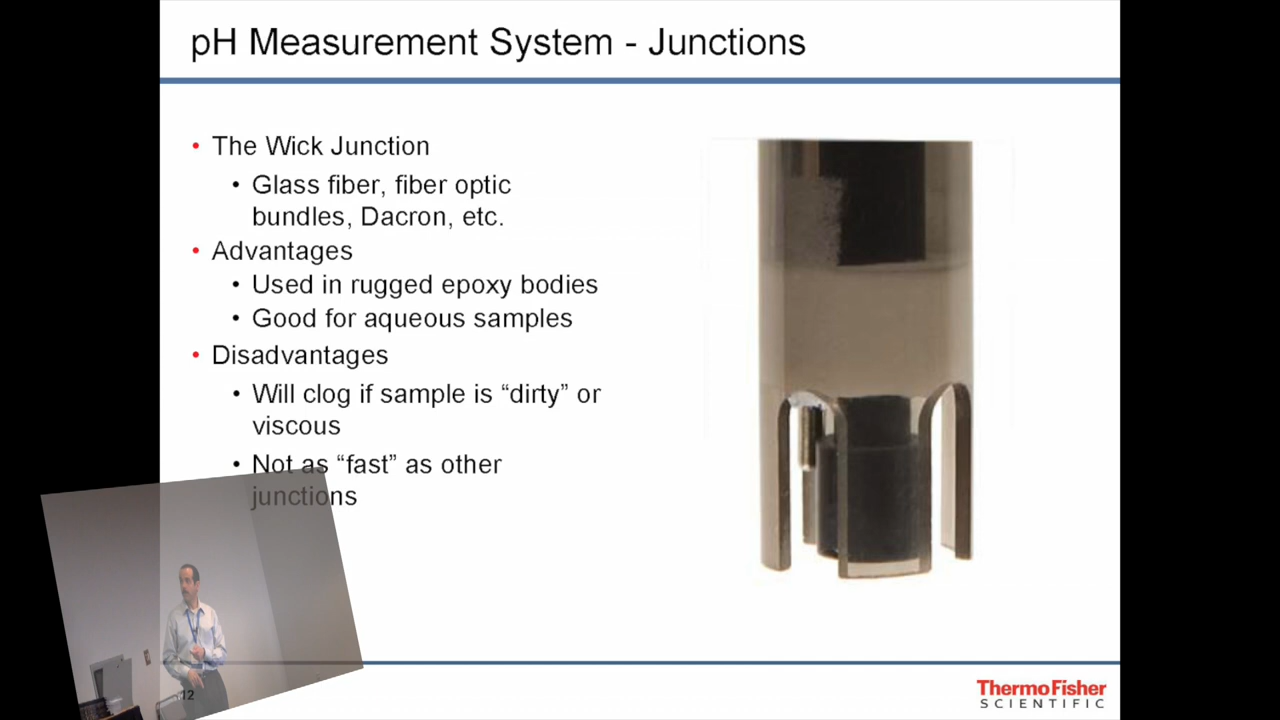 pH Measurement System - Junctions
• The Wick Junction
• Glass fiber, fiber optic
bundles, Dacron, etc.
• Advantages
• Used in rugged epoxy bodies
• Good for aqueous samples
• Disadvantages
• Will clog if sample is “dirty” or
viscous
• Not as “fast” as other
junctions
12
ThermoFisher
SCIENTIFIC